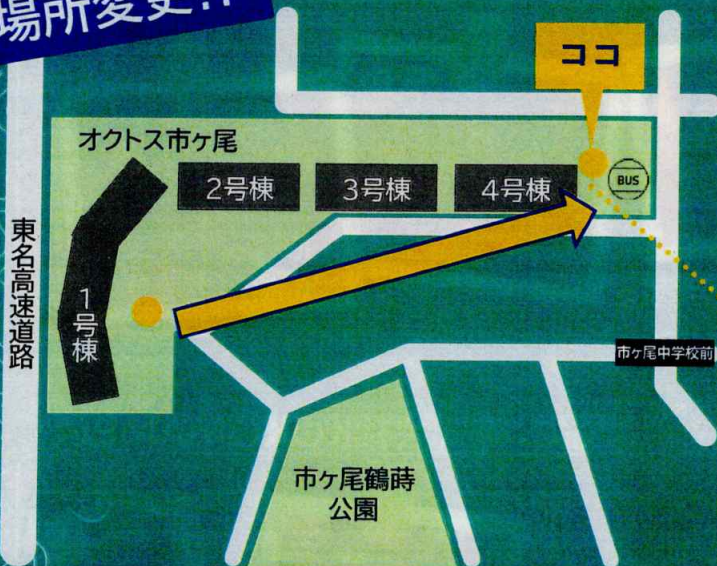 場所変更!!
ココ
オクトス市ヶ尾
2号棟
3号棟
4号棟
BUS
東名高速道路
1号棟
市ヶ尾中学校前
市ヶ尾鶴蒔
公園